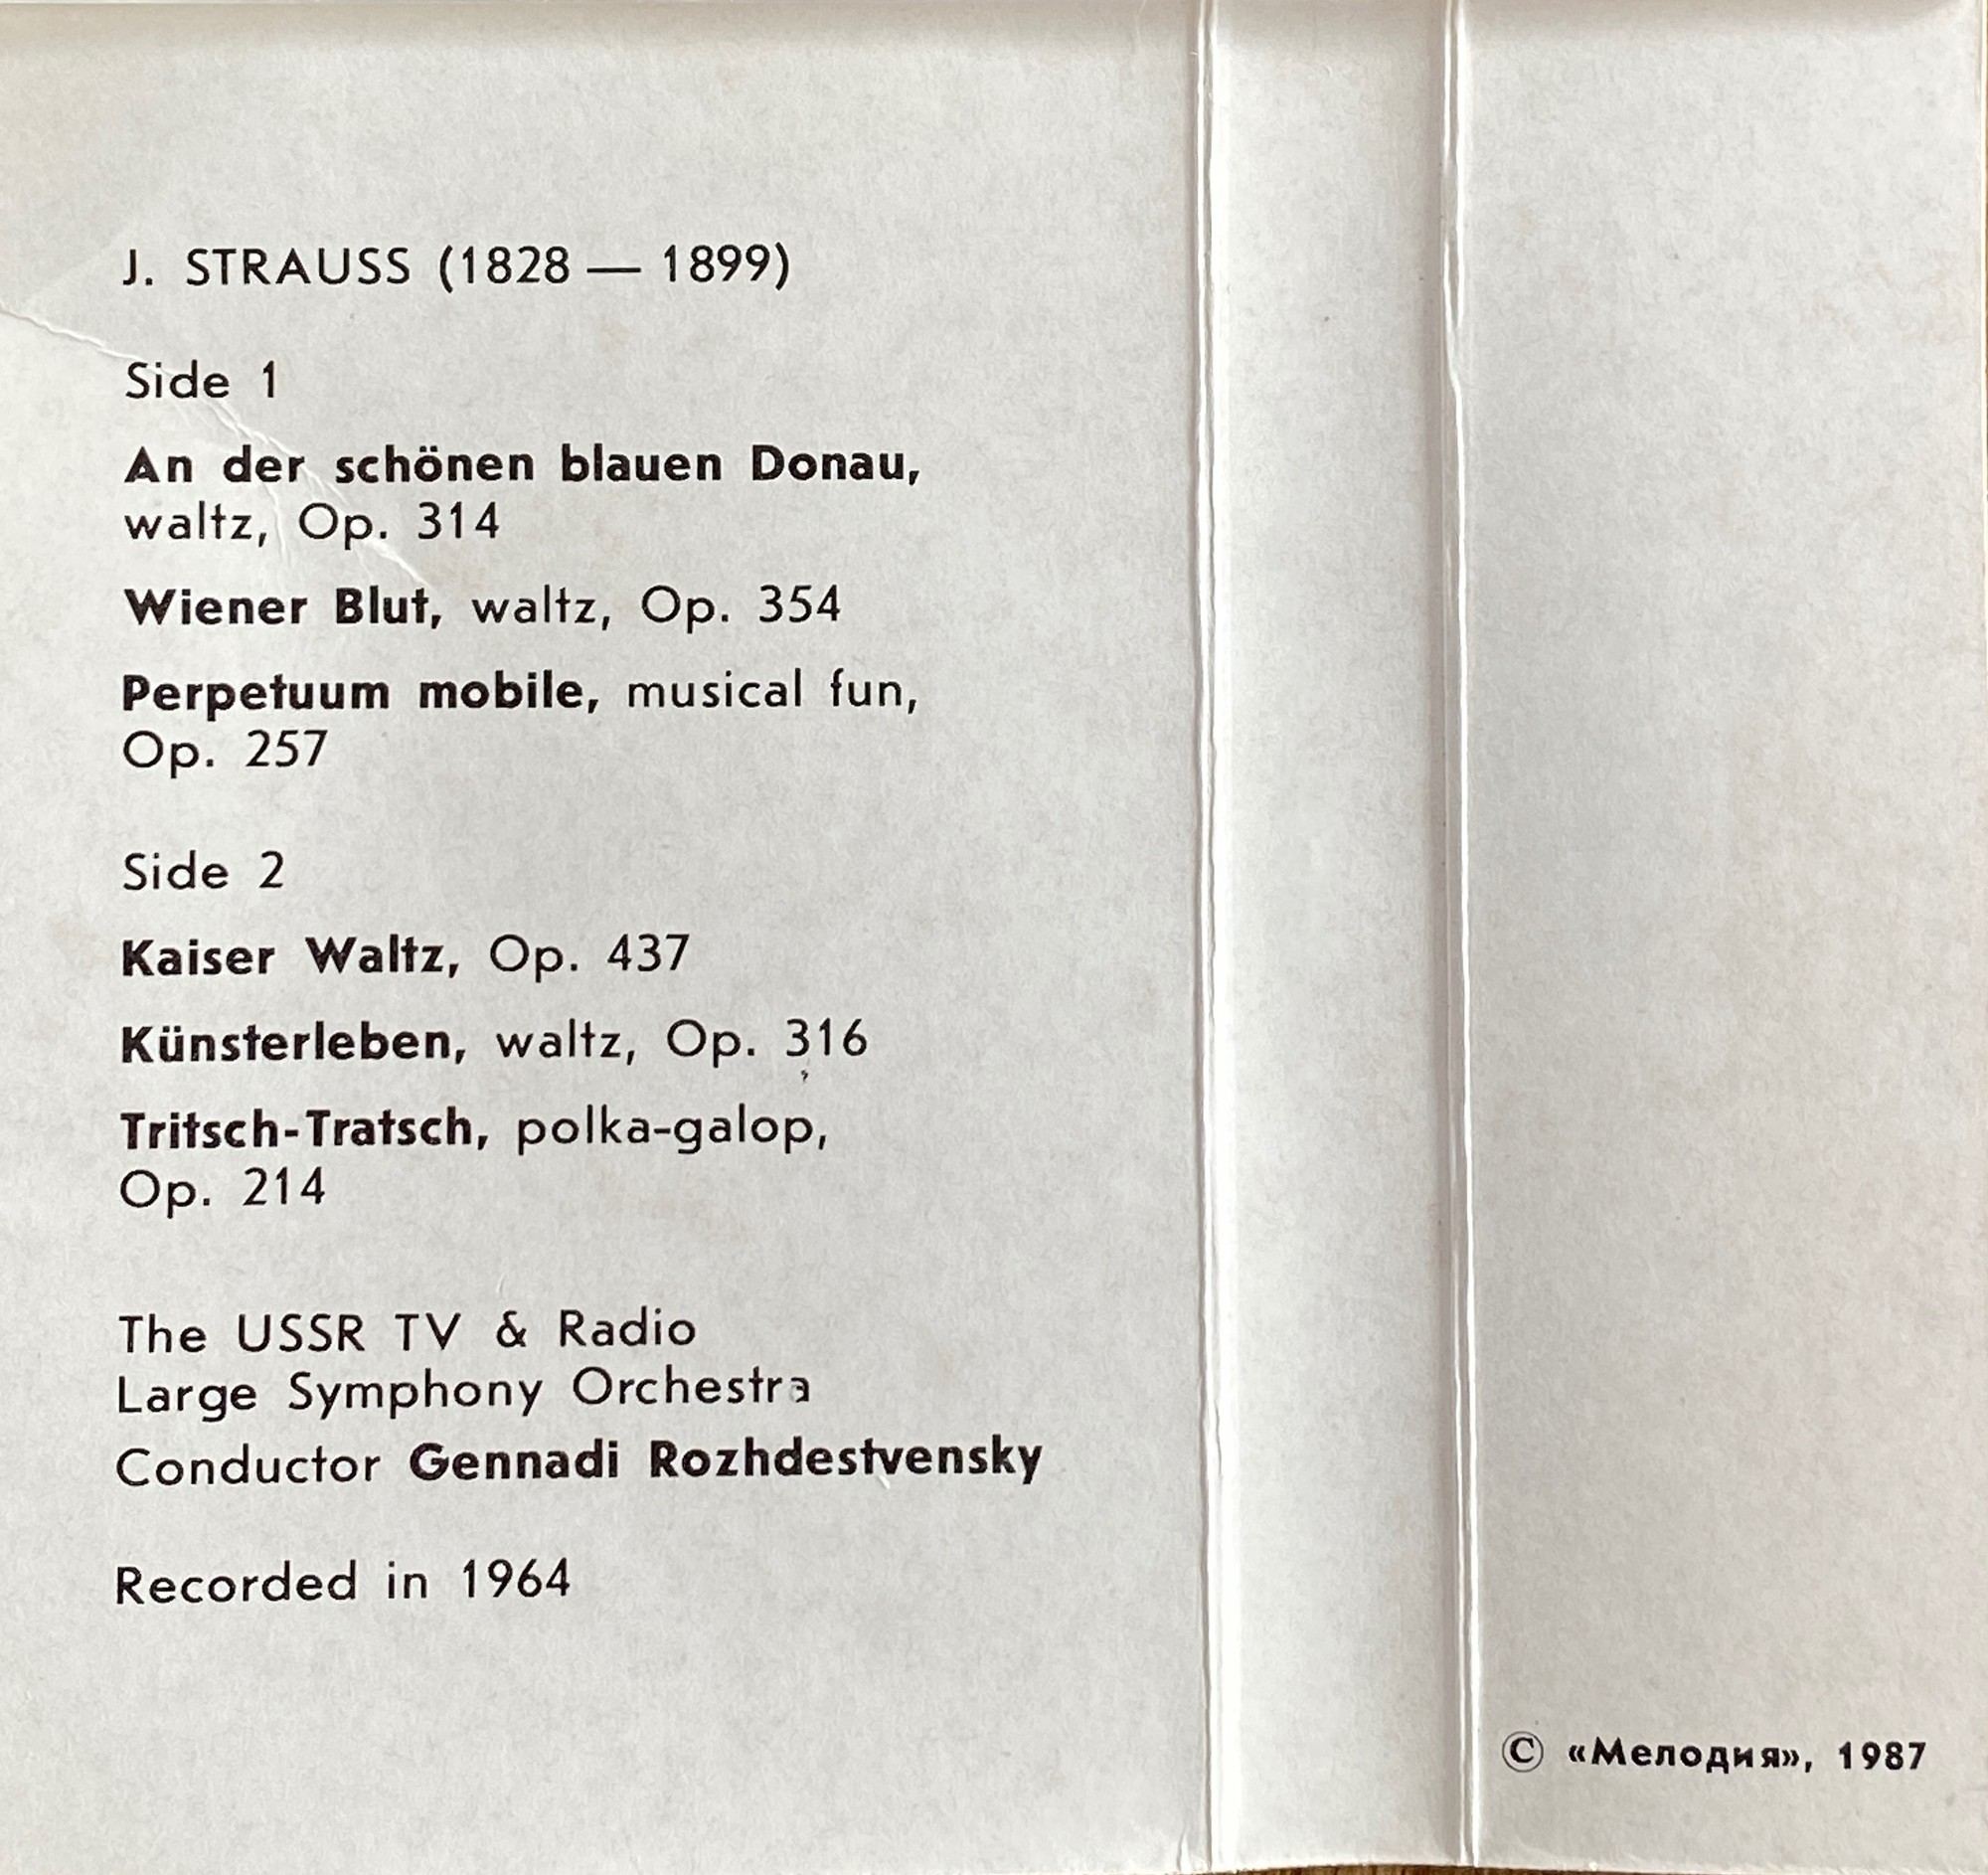 J. STRAUSS (1828 — 1899)
Side 1
An der schönen blauen Donau,
waltz, Op. 314
Wiener Blut, waltz, Op. 354
Perpetuum mobile, musical fun,
Op. 257
Side 2
Kaiser Waltz, Op. 437
Künsterleben, waltz, Op. 316
Tritsch-Tratsch, polka-galop,
Op. 214
The USSR TV & Radio
Large Symphony Orchestra
Conductor Gennadi Rozhdestvensky
Recorded in 1964
© «Мелодия», 1987